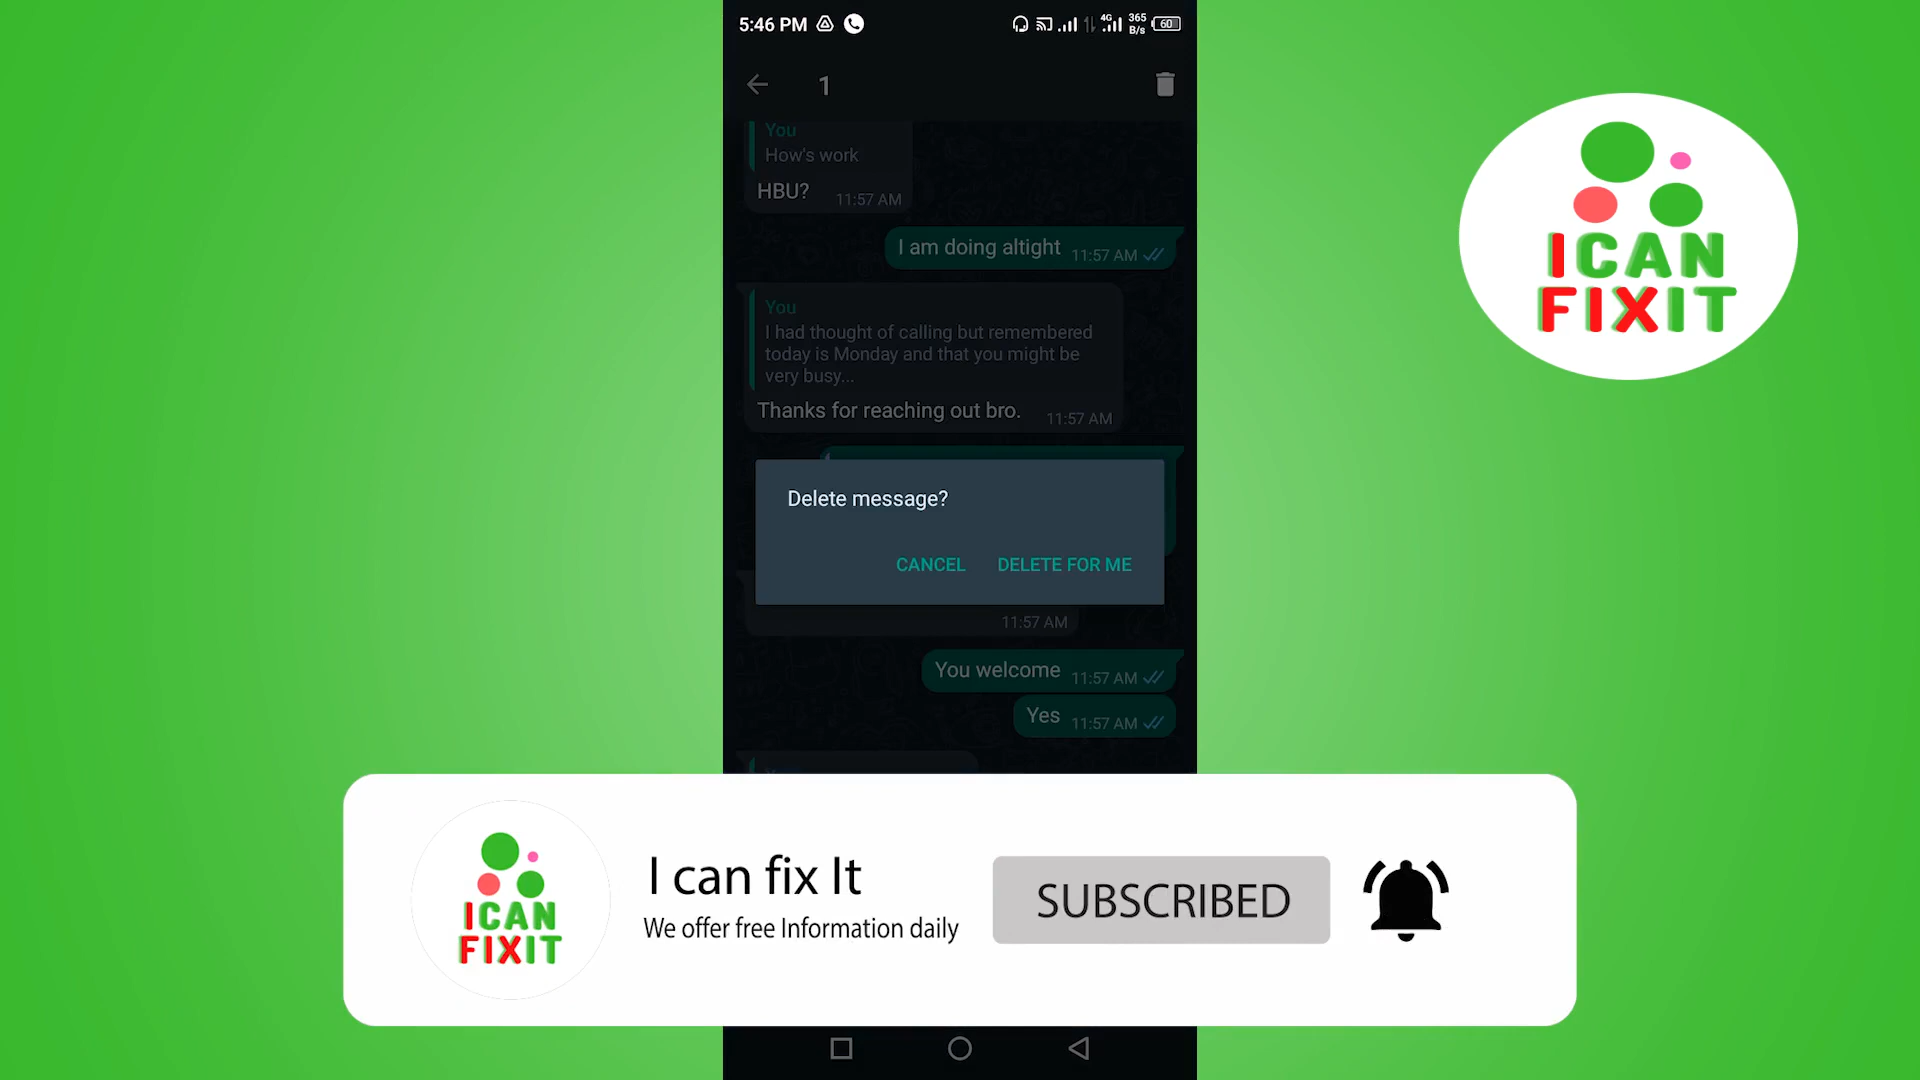 5:46 PM
4G
365
B/s
60
1
You
How's work
HBU?
11:57 AM
I am doing altight
11:57 AM
You
I had thought of calling but remembered
today is Monday and that you might be
very busy...
Thanks for reaching out bro.
11:57 AM
Delete message?
CANCEL
DELETE FOR ME
11:57 AM
You welcome
11:57 AM
Yes
11:57 AM
ICAN
FIXIT
ICAN
FIXIT
I can fix It
We offer free Information daily
SUBSCRIBED